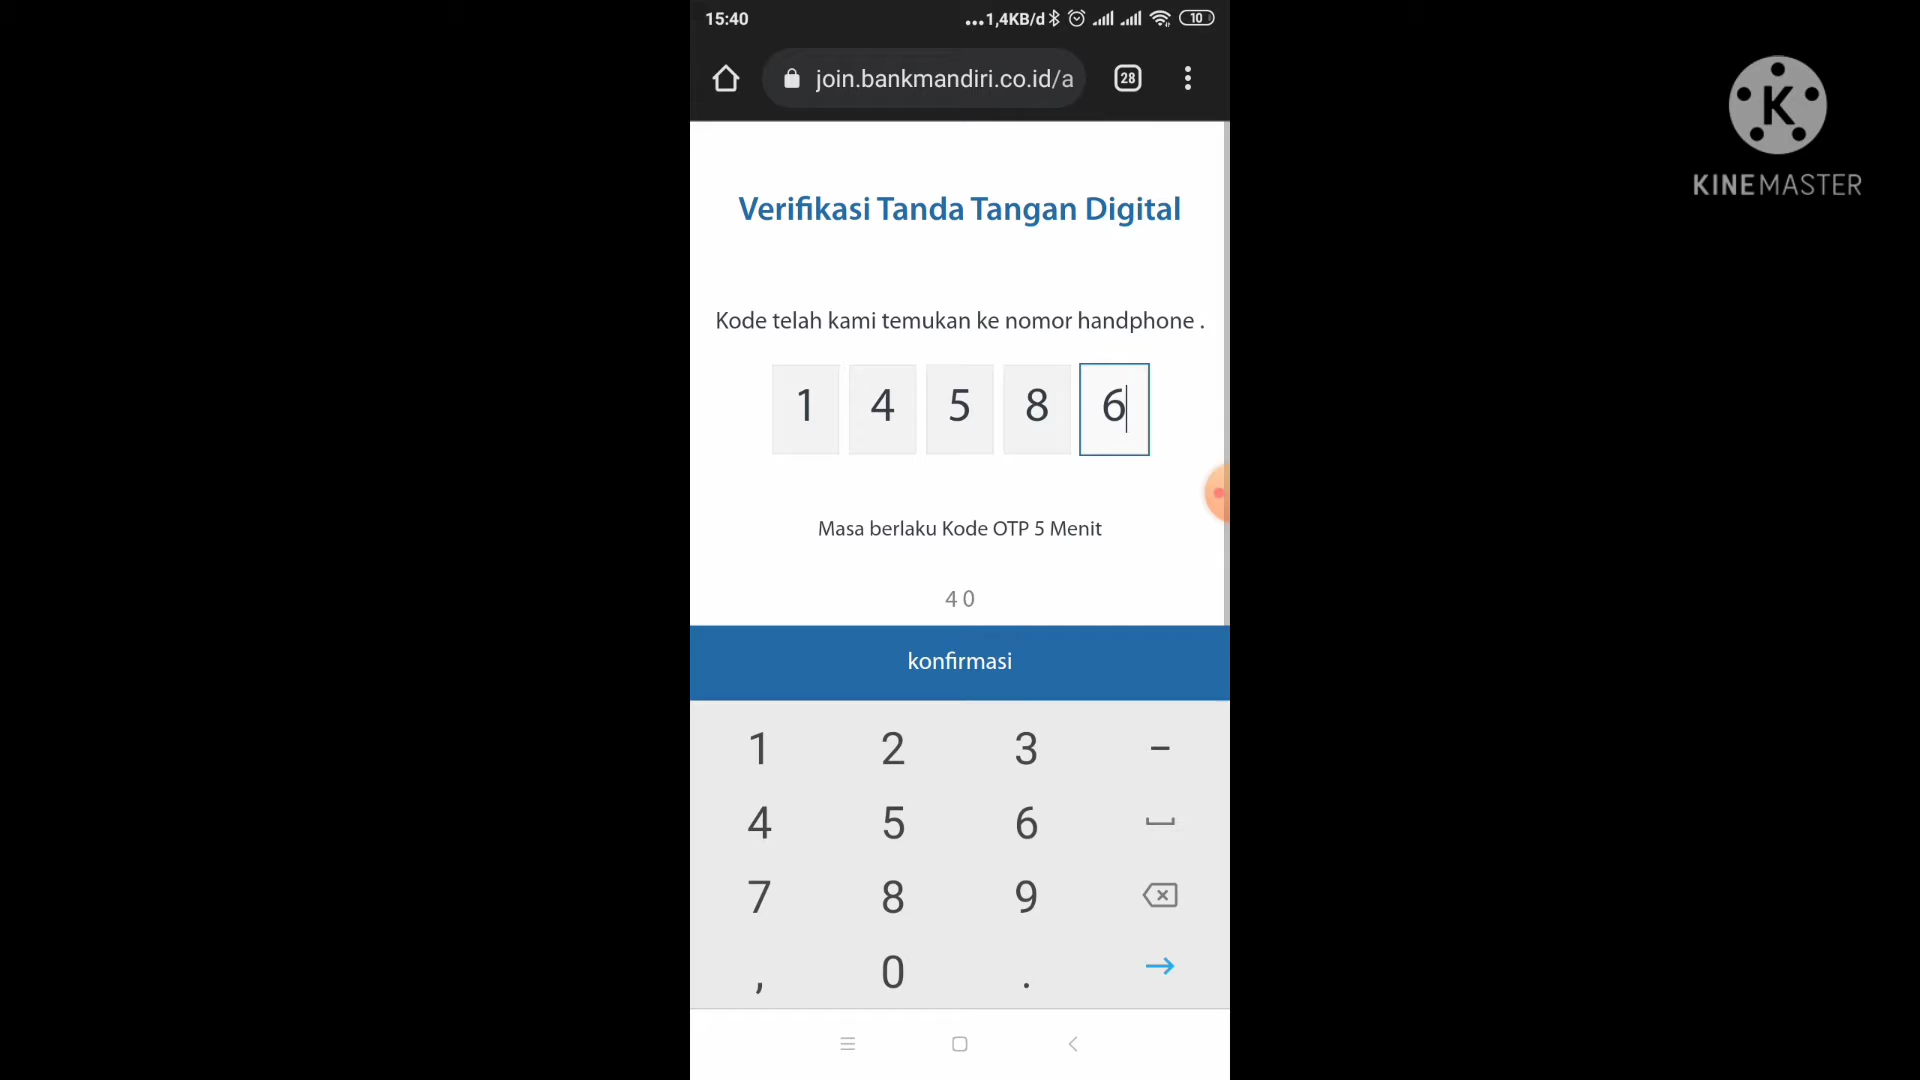 15:40
...1,4KB/d
10
join.bankmandiri.co.id/a
28
K
KINEMASTER
Verifikasi Tanda Tangan Digital
Kode telah kami temukan ke nomor handphone .
1 4 5 8 6
Masa berlaku Kode OTP 5 Menit
4 0
konfirmasi
1 2 3 -
4 5 6
7 8 9
, 0 .